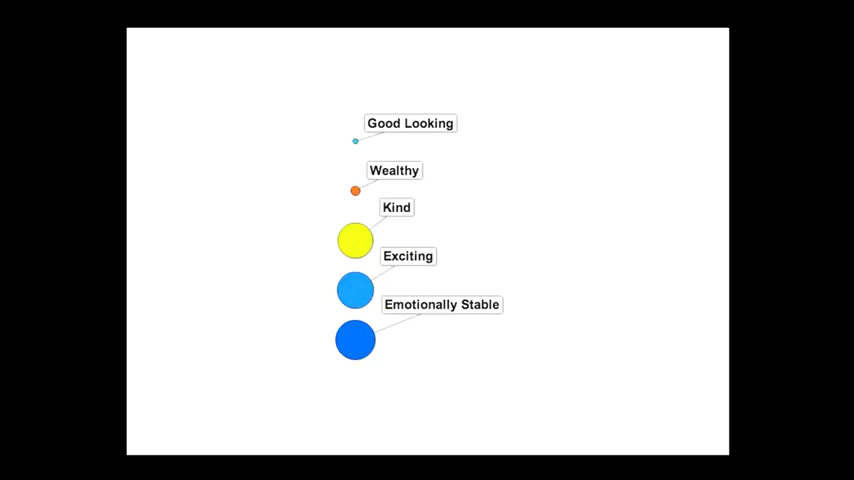 Good Looking
Wealthy
Kind
Exciting
Emotionally Stable